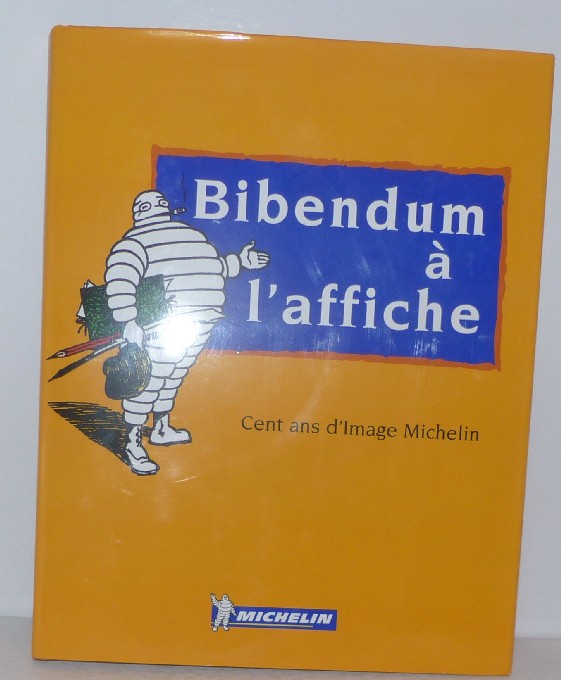 Bibendum
à
l'affiche
Cent ans d'Image Michelin
MICHELIN